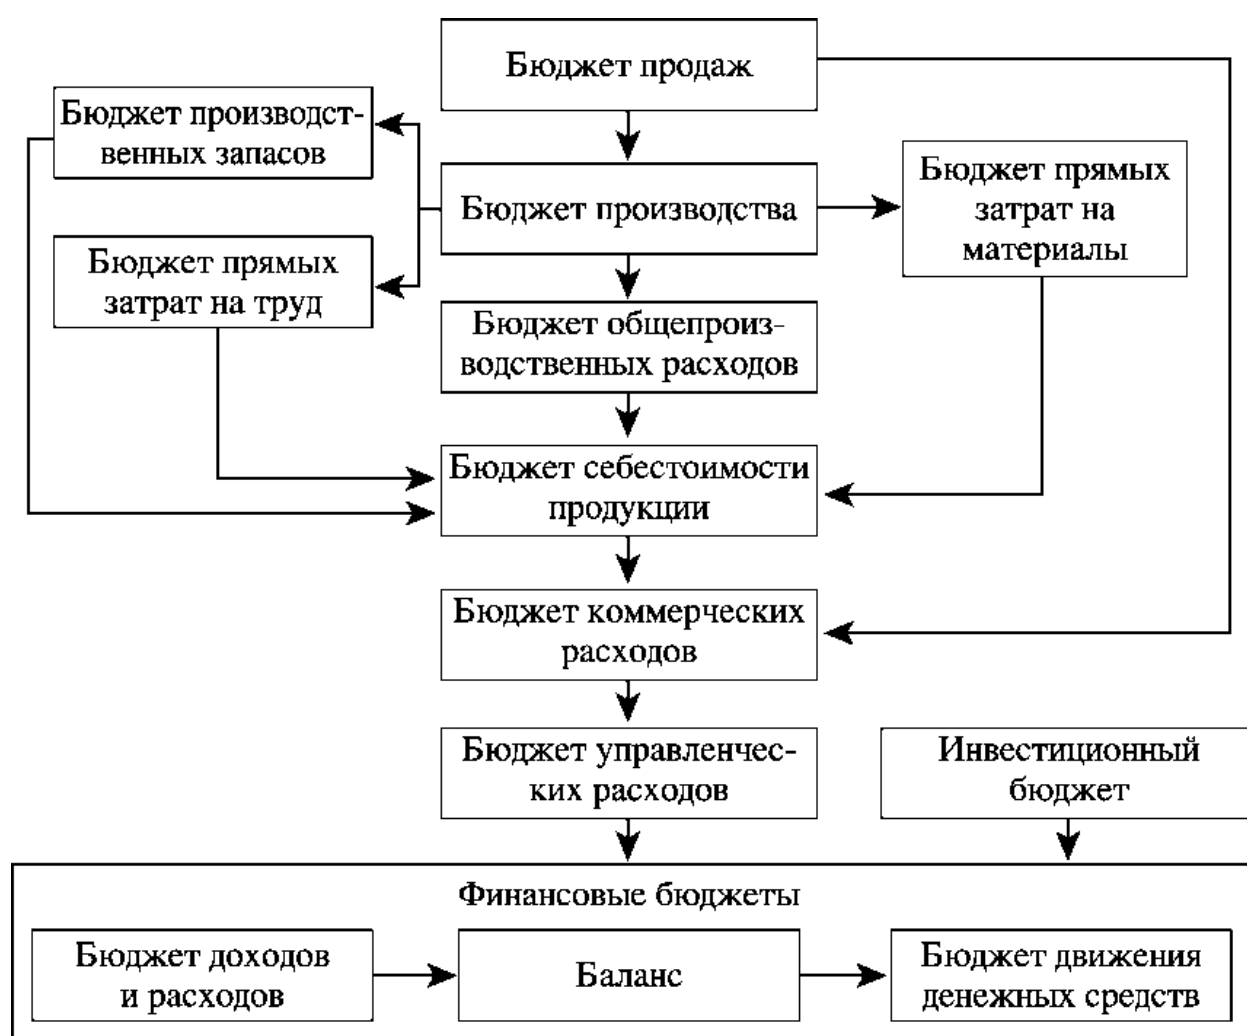 Бюджет продаж
Бюджет производст-
венных запасов
Бюджет производства
Бюджет прямых
затрат на
материалы
Бюджет прямых
затрат на труд
Бюджет общепроиз-
водственных расходов
Бюджет себестоимости
продукции
Бюджет коммерческих
расходов
Бюджет управленчес-
ких расходов
Инвестиционный
бюджет
Финансовые бюджеты
Бюджет доходов
и расходов
Баланс
Бюджет движения
денежных средств